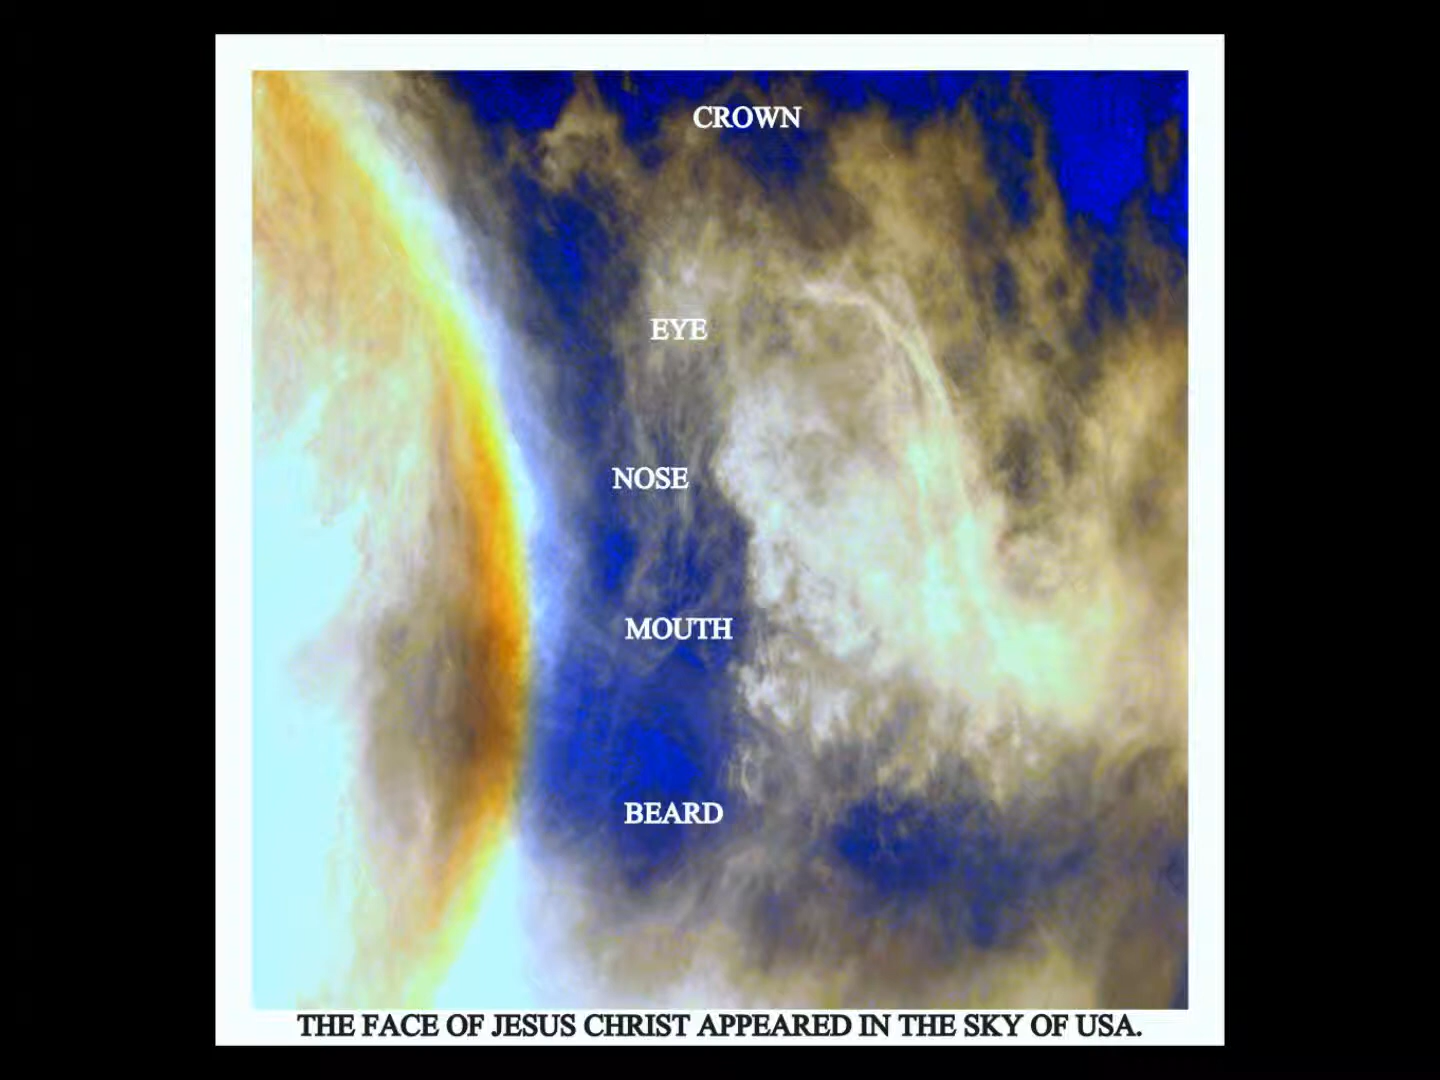 CROWN
EYE
NOSE
MOUTH
BEARD
THE FACE OF JESUS CHRIST APPEARED IN THE SKY OF USA.